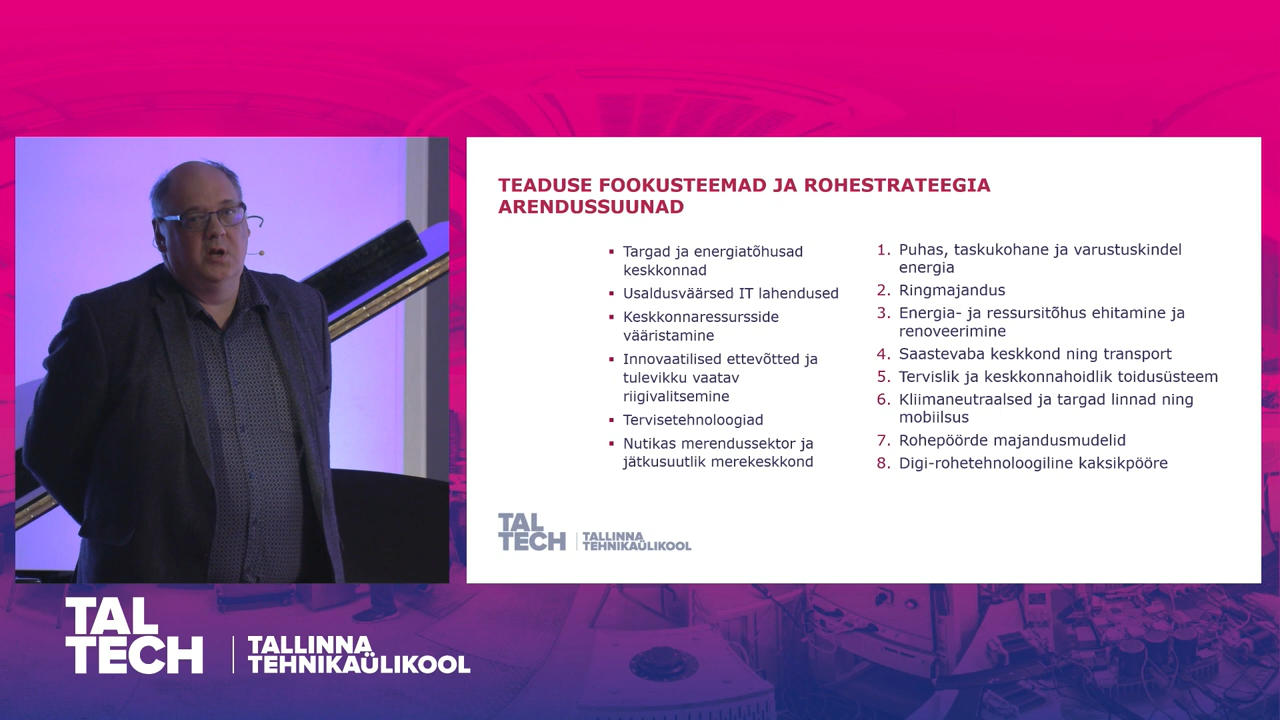 TEADUSE FOOKUSTEEMAD JA ROHESTRATEEGIA
ARENDUSSUUNAD
▪ Targad ja energiatõhusad
keskkonnad
▪ Usaldusväärsed IT lahendused
▪ Keskkonnaressursside
vääristamine
▪ Innovaatilised ettevõtted ja
tulevikku vaatav
riigivalitsemine
▪ Tervisetehnoloogiad
▪ Nutikas merendussektor ja
jätkusuutlik merekeskkond
1. Puhas, taskukohane ja varustuskindel
energia
2. Ringmajandus
3. Energia- ja ressursitõhus ehitamine ja
renoveerimine
4. Saastevaba keskkond ning transport
5. Tervislik ja keskkonnahoidlik toidusüsteem
6. Kliimaneutraalsed ja targad linnad ning
mobiilsus
7. Rohepöörde majandusmudelid
8. Digi-rohetehnoloogiline kaksikpööre
TAL
TECH
TALLINNA
TEHNIKAÜLIKOOL
TAL
TECH
TALLINNA
TEHNIKAÜLIKOOL